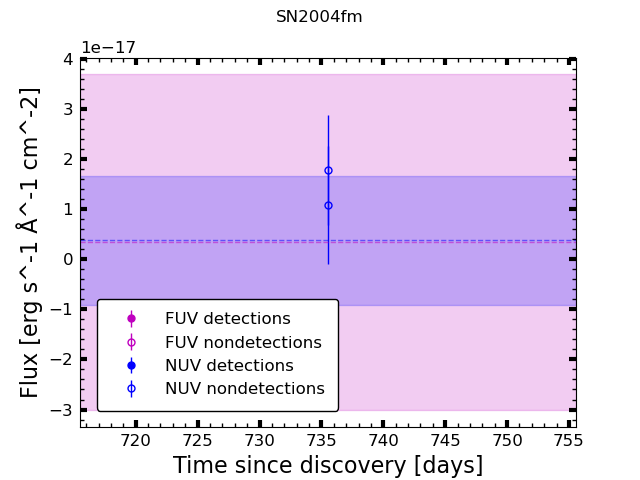 SN2004fm
1e−17
4
3
2
1
0
−1
−2
−3
Flux [erg s^-1 Å^-1 cm^-2]
FUV detections
FUV nondetections
NUV detections
NUV nondetections
720 725 730 735 740 745 750 755
Time since discovery [days]